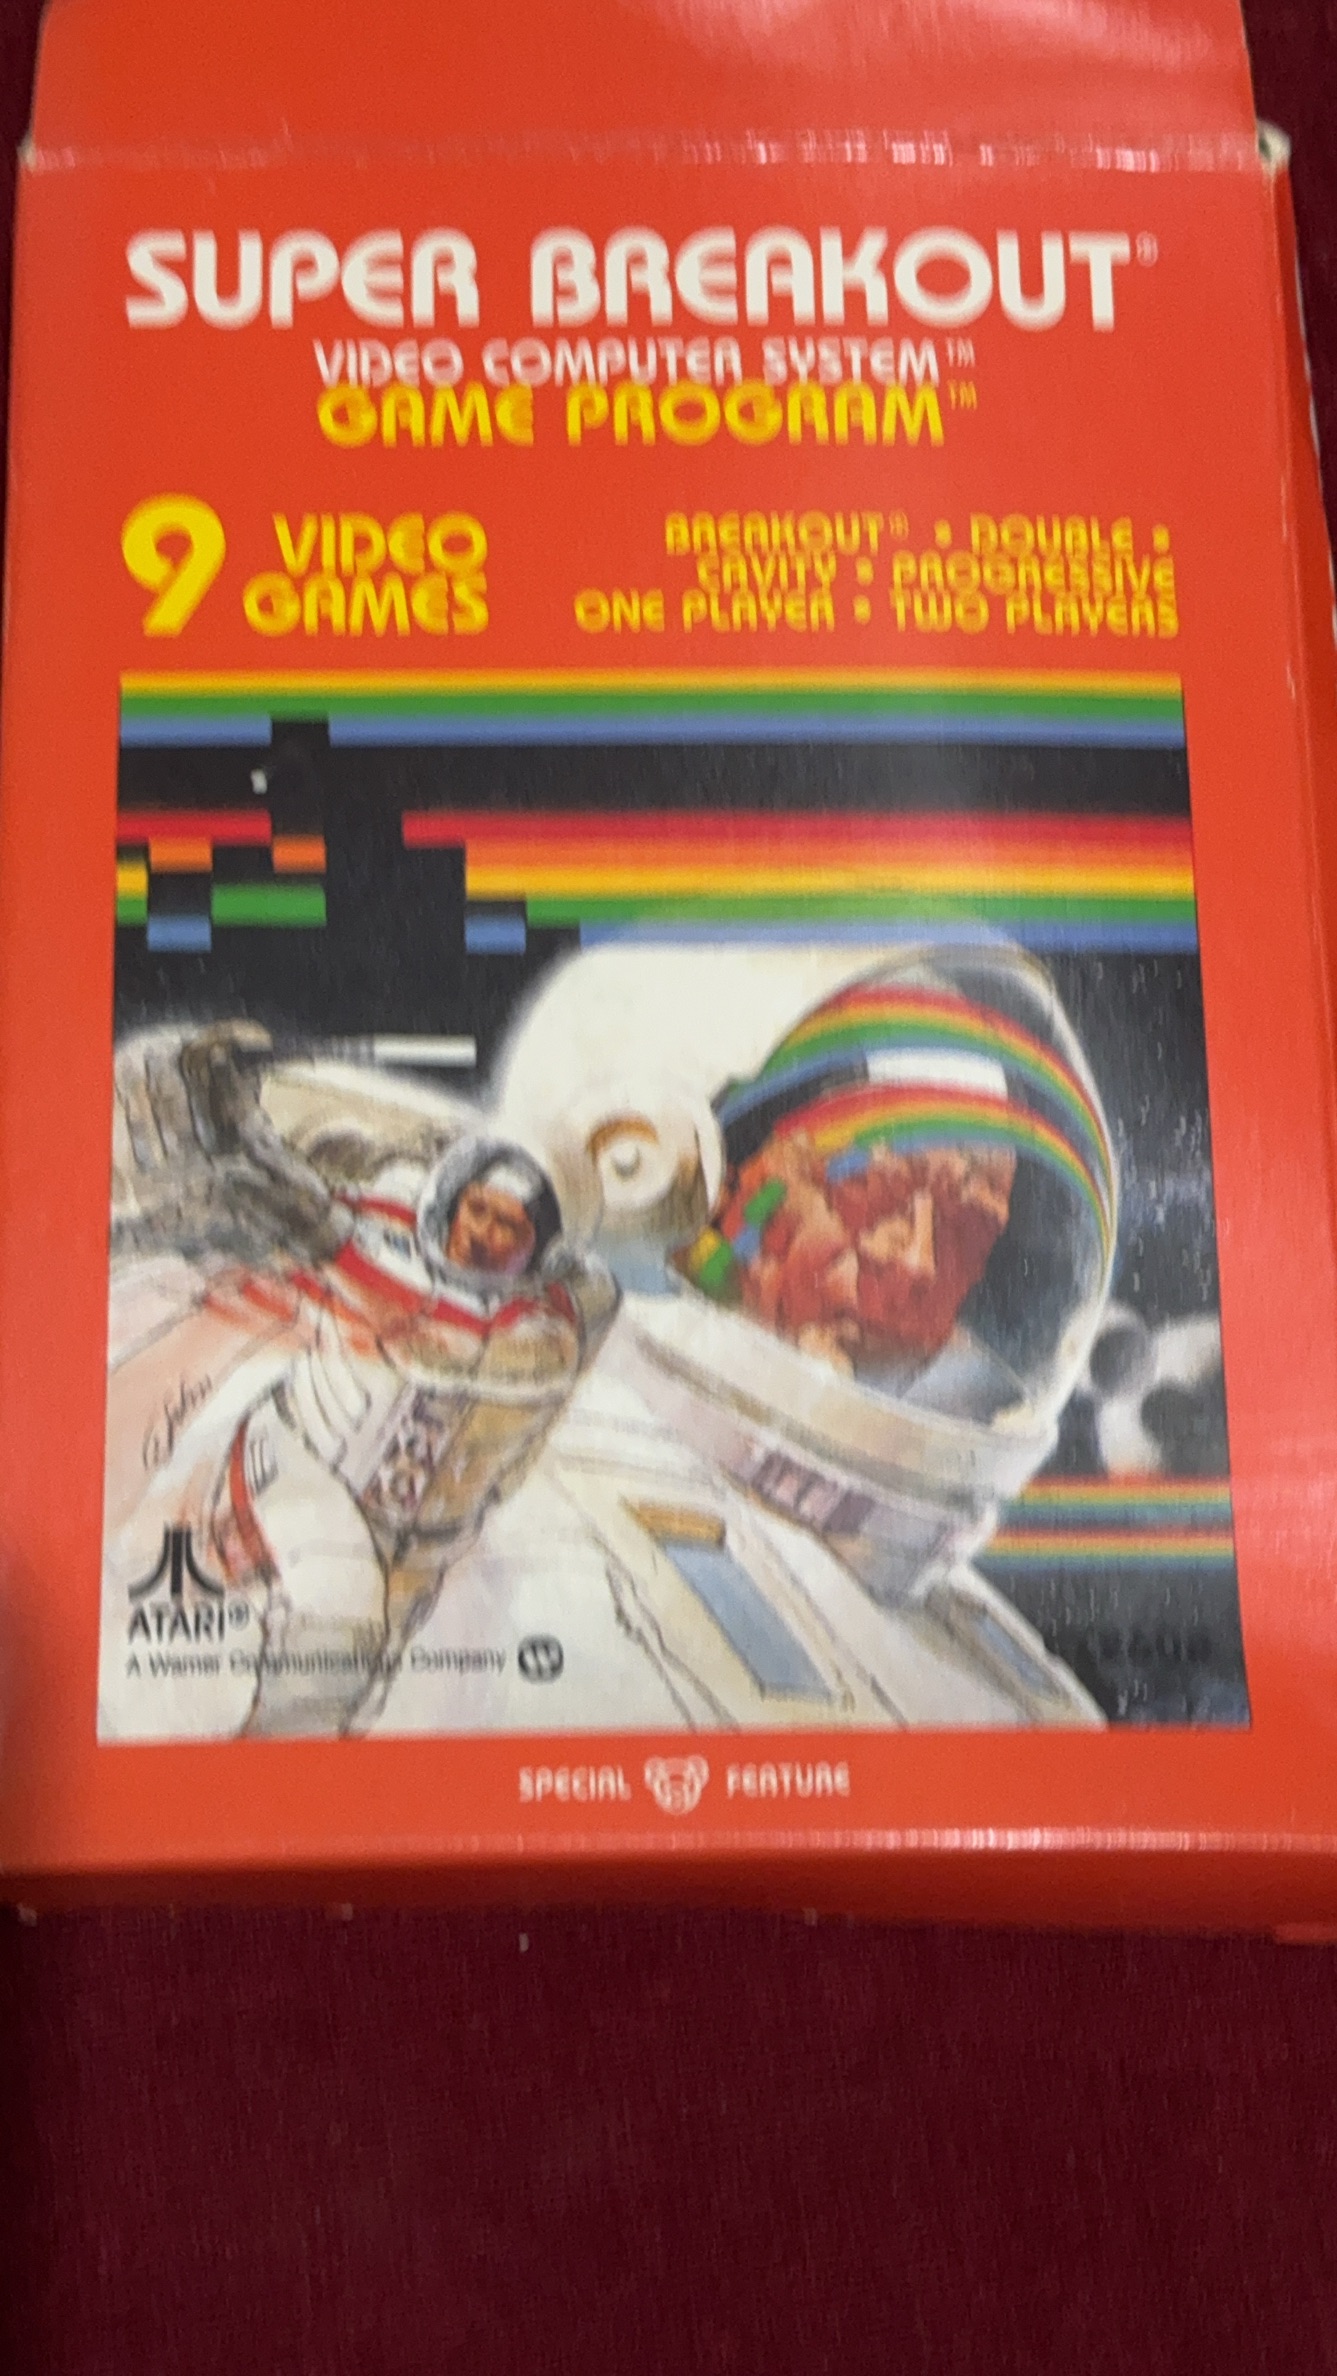 SUPER BREAKOUT®
VIDEO COMPUTER SYSTEM™
GAME PROGRAM™
9 VIDEO GAMES
BREAKOUT® • DOUBLE •
CAVITY • PROGRESSIVE
ONE PLAYER • TWO PLAYERS
ATARI®
A Warner Communications Company
SPECIAL FEATURE